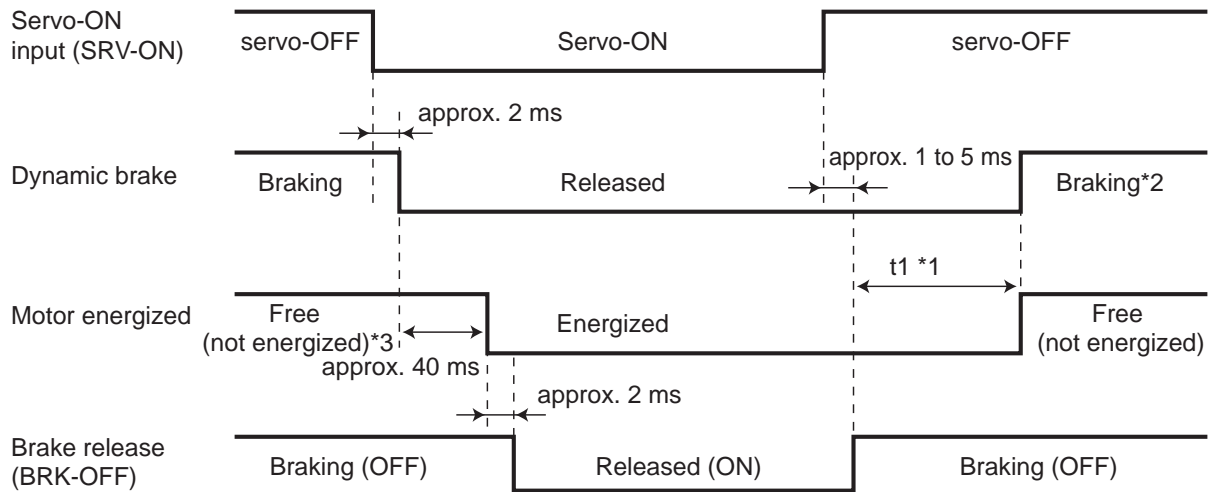 Servo-ON
input (SRV-ON)
servo-OFF
Servo-ON
servo-OFF
approx. 2 ms
approx. 1 to 5 ms
Dynamic brake
Braking
Released
Braking*2
t1 *1
Motor energized
Free
(not energized)*3
Energized
Free
(not energized)
approx. 40 ms
approx. 2 ms
Brake release
(BRK-OFF)
Braking (OFF)
Released (ON)
Braking (OFF)